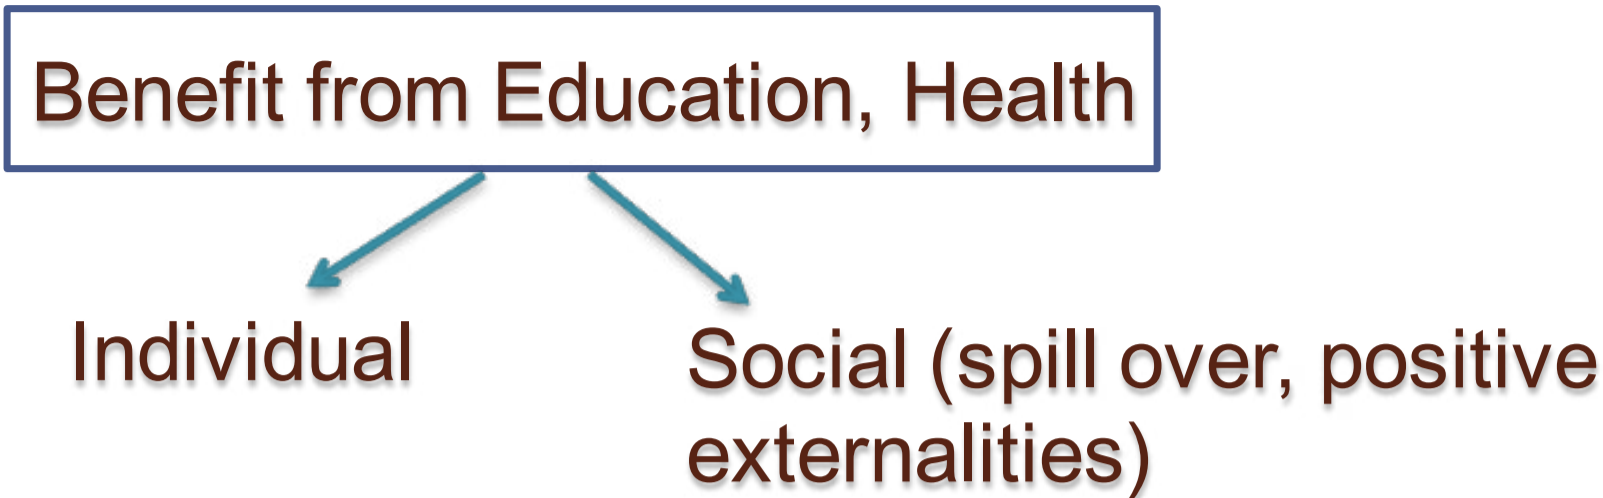 Benefit from Education, Health
Individual
Social (spill over, positive
externalities)